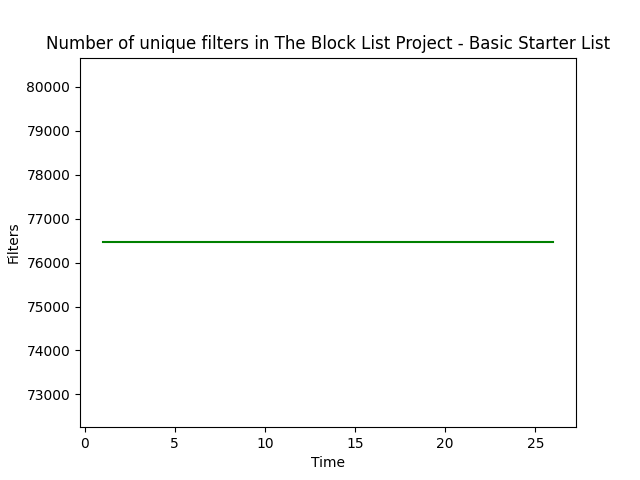 Number of unique filters in The Block List Project - Basic Starter List
80000
79000
78000
77000
76000
75000
74000
73000
Filters
0 5 10 15 20 25
Time